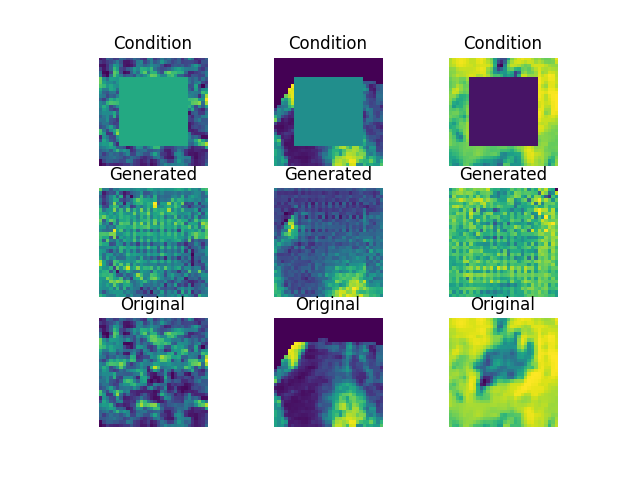 Condition Condition Condition
Generated Generated Generated
Original Original Original